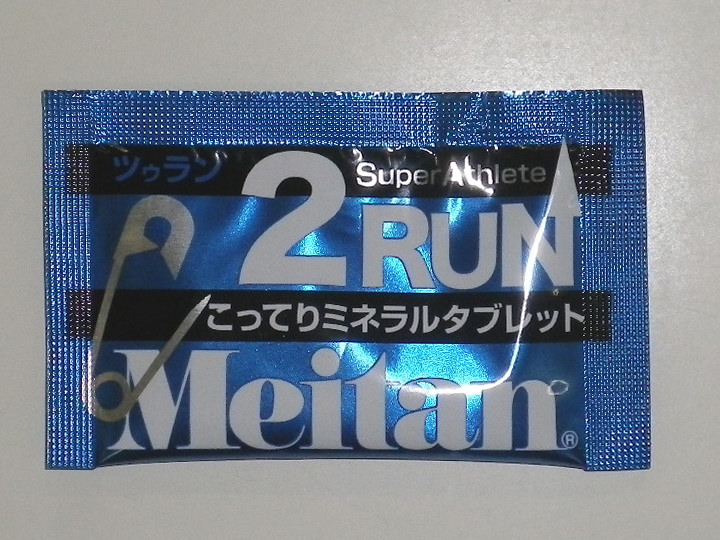 ツゥラン
Super Athlete
2RUN
こってりミネラルタブレット
Meitan®